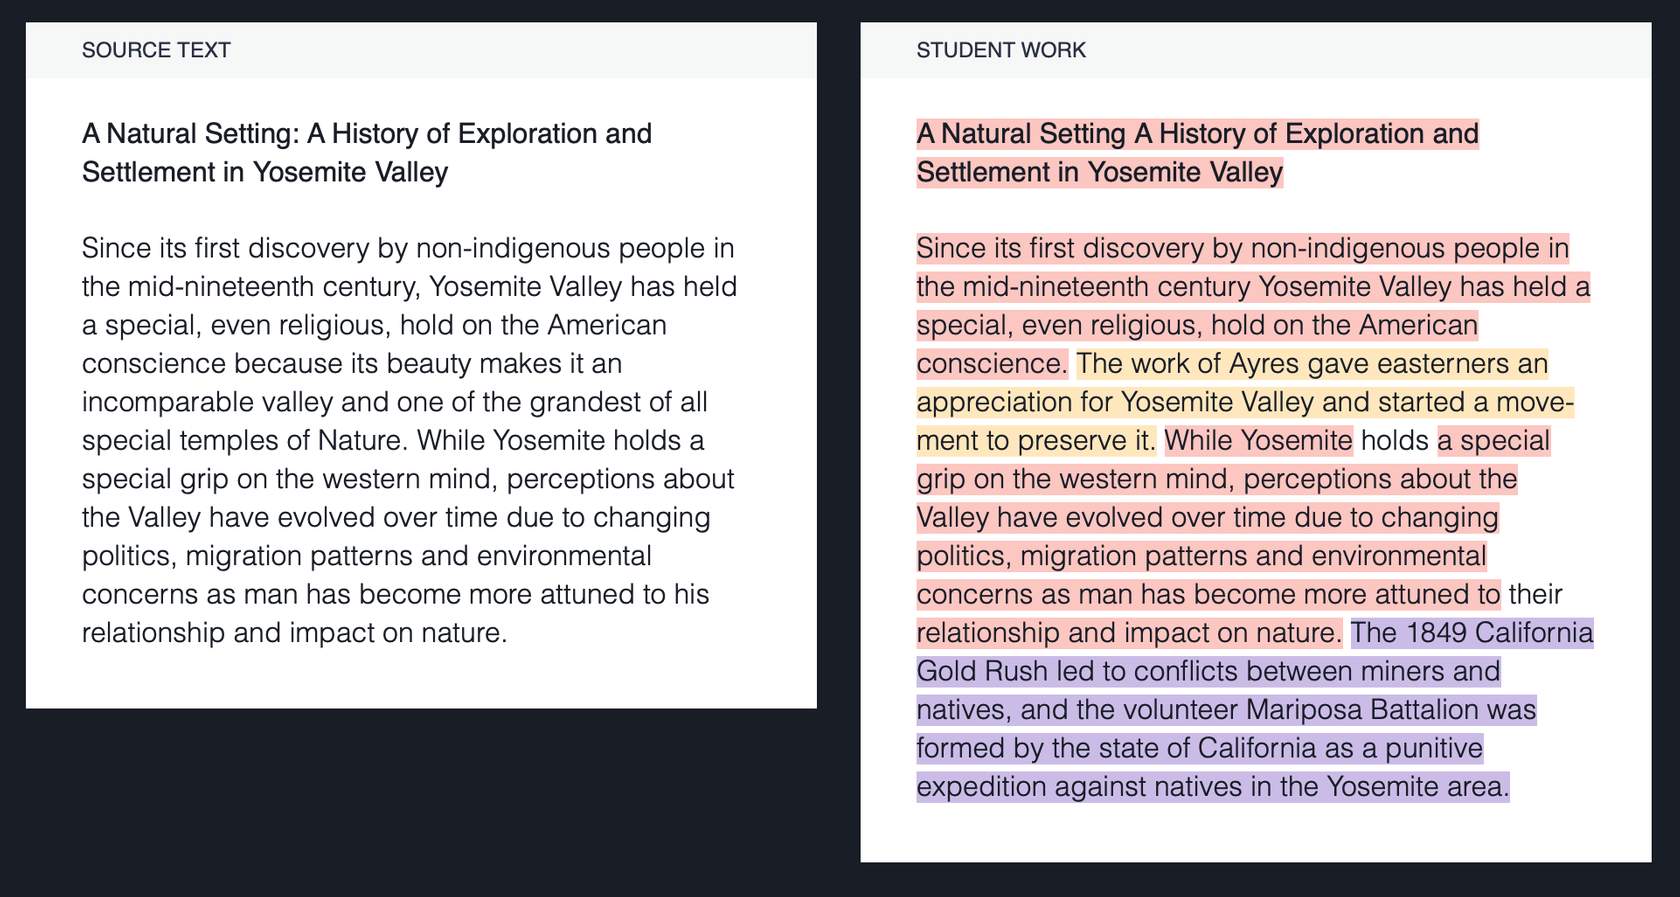 SOURCE TEXT
A Natural Setting: A History of Exploration and
Settlement in Yosemite Valley
Since its first discovery by non-indigenous people in
the mid-nineteenth century, Yosemite Valley has held
a special, even religious, hold on the American
conscience because its beauty makes it an
incomparable valley and one of the grandest of all
special temples of Nature. While Yosemite holds a
special grip on the western mind, perceptions about
the Valley have evolved over time due to changing
politics, migration patterns and environmental
concerns as man has become more attuned to his
relationship and impact on nature.
STUDENT WORK
A Natural Setting A History of Exploration and
Settlement in Yosemite Valley
Since its first discovery by non-indigenous people in
the mid-nineteenth century Yosemite Valley has held a
special, even religious, hold on the American
conscience. The work of Ayres gave easterners an
appreciation for Yosemite Valley and started a move-
ment to preserve it. While Yosemite holds a special
grip on the western mind, perceptions about the
Valley have evolved over time due to changing
politics, migration patterns and environmental
concerns as man has become more attuned to their
relationship and impact on nature. The 1849 California
Gold Rush led to conflicts between miners and
natives, and the volunteer Mariposa Battalion was
formed by the state of California as a punitive
expedition against natives in the Yosemite area.